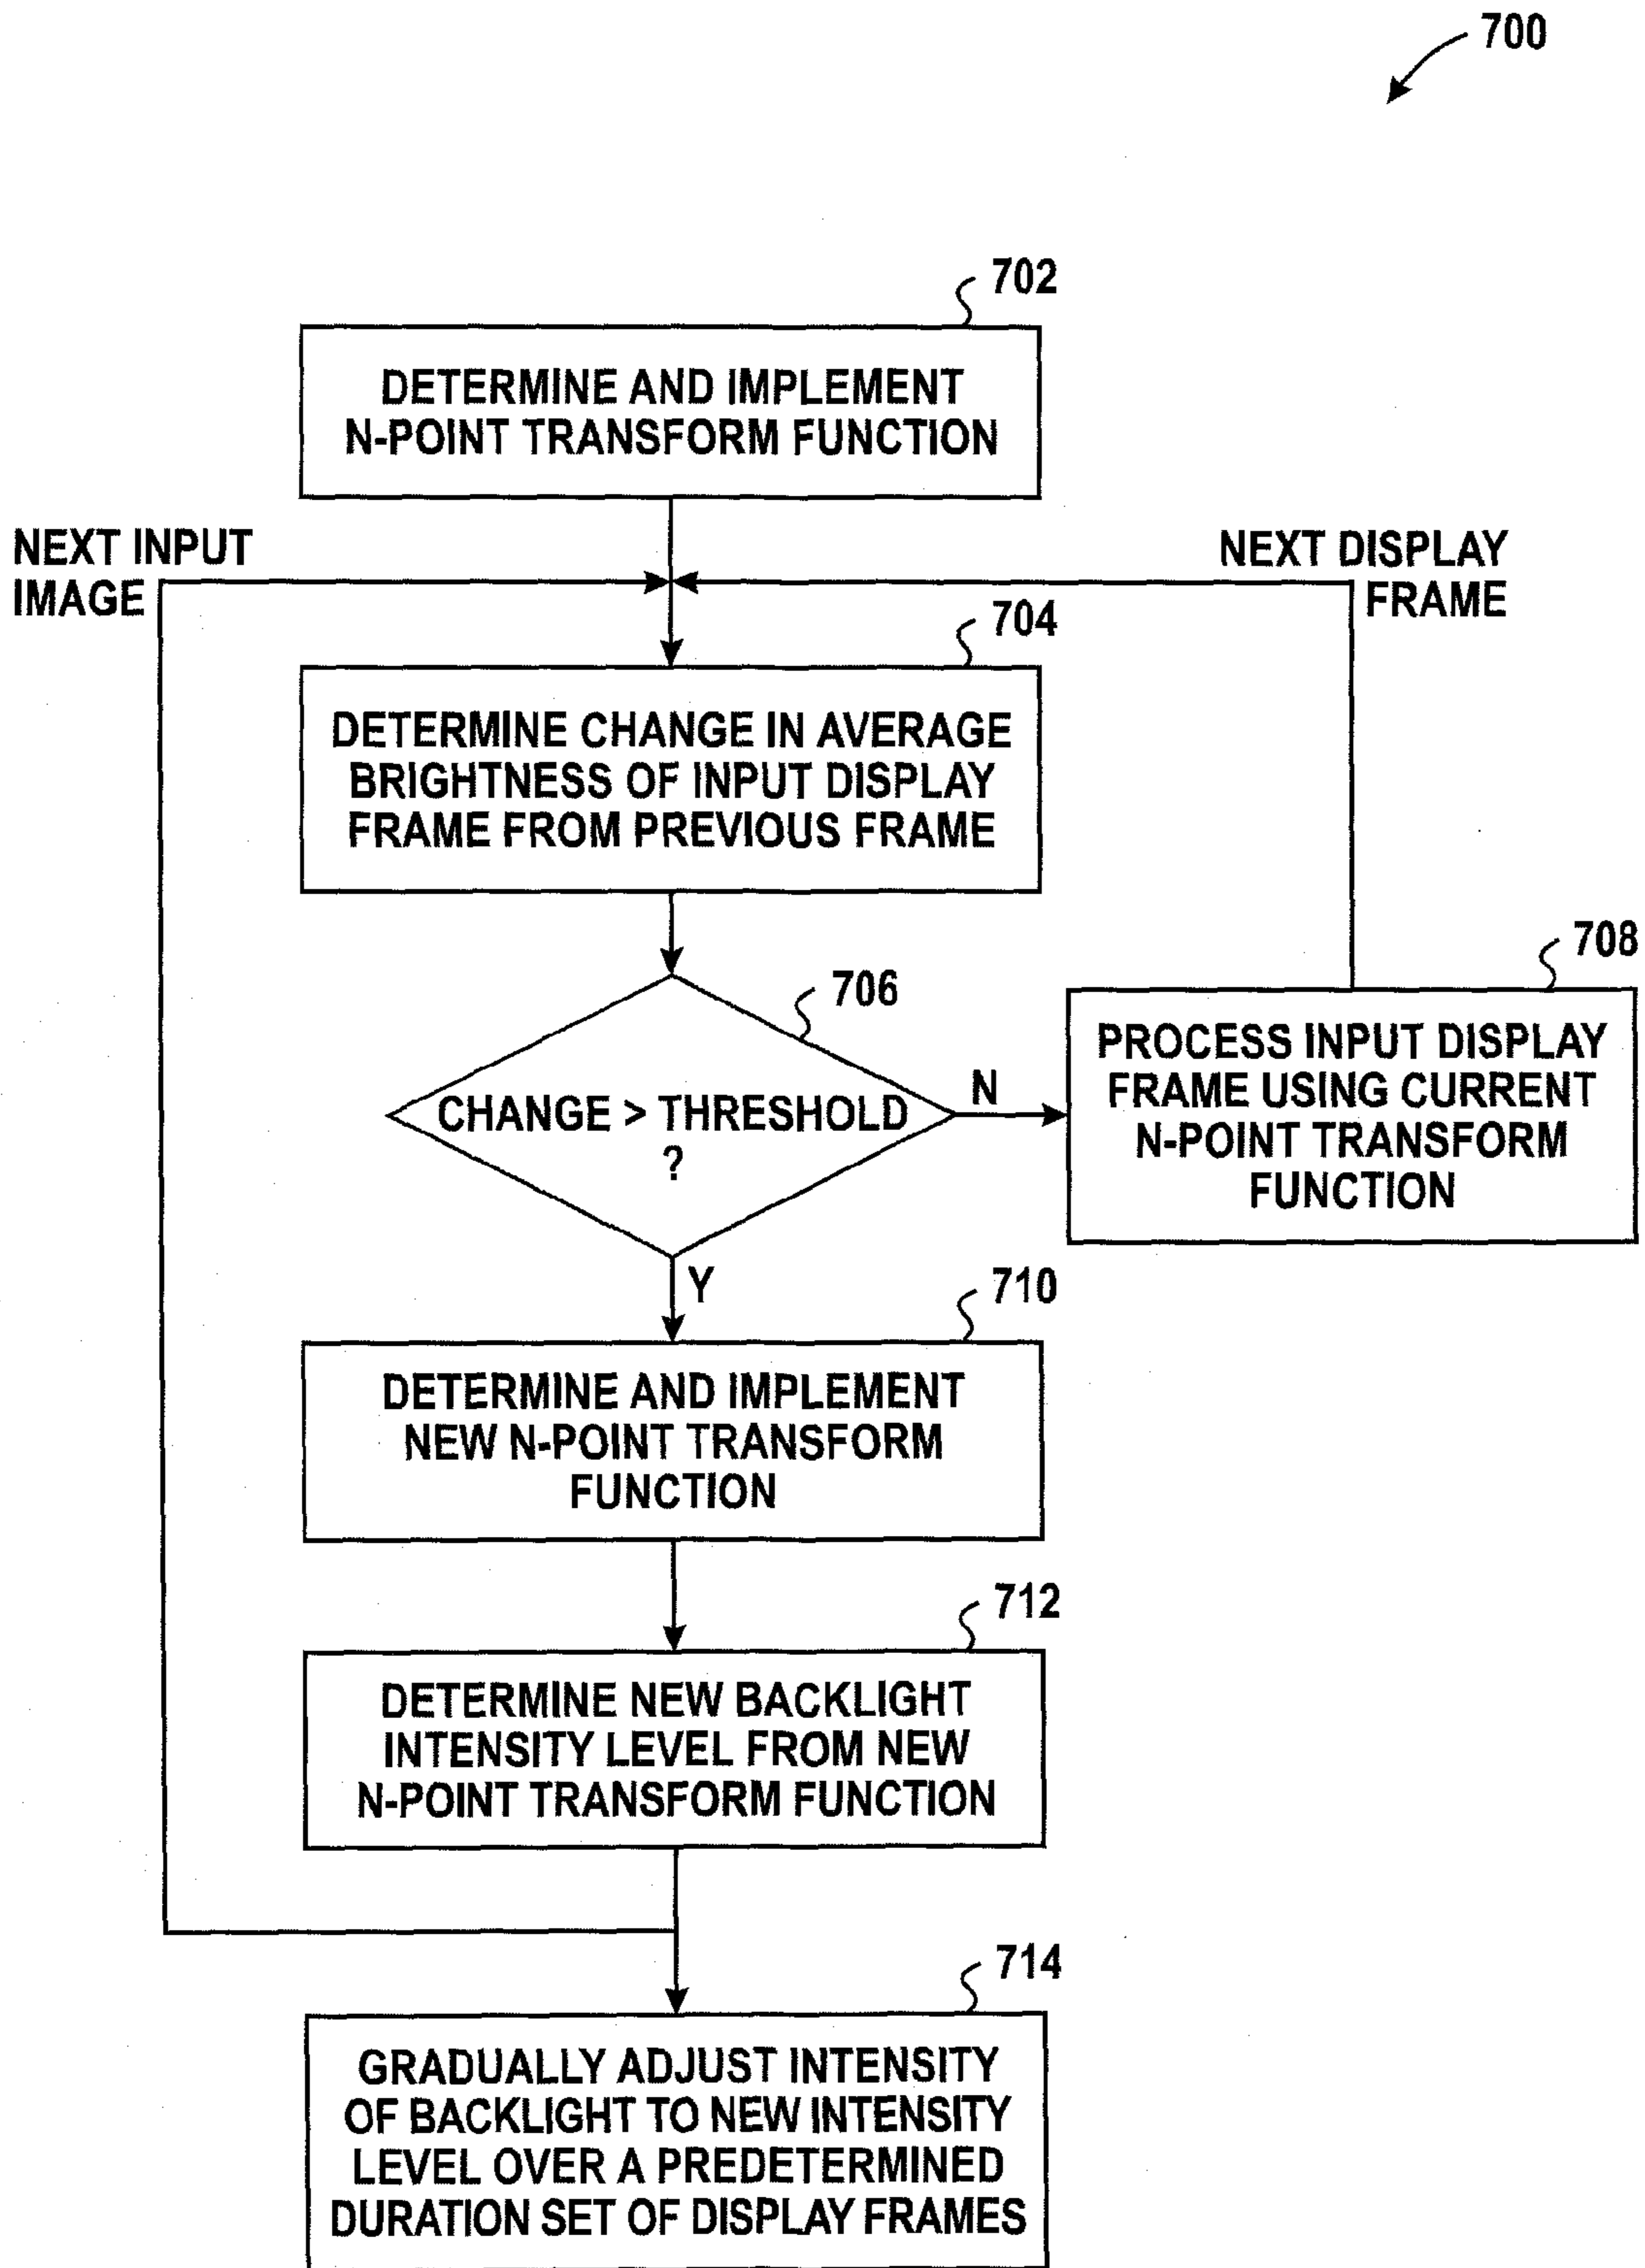 700
702
DETERMINE AND IMPLEMENT
N-POINT TRANSFORM FUNCTION
NEXT INPUT
IMAGE
NEXT DISPLAY
FRAME
704
DETERMINE CHANGE IN AVERAGE
BRIGHTNESS OF INPUT DISPLAY
FRAME FROM PREVIOUS FRAME
706
CHANGE > THRESHOLD
?
N
708
PROCESS INPUT DISPLAY
FRAME USING CURRENT
N-POINT TRANSFORM
FUNCTION
Y
710
DETERMINE AND IMPLEMENT
NEW N-POINT TRANSFORM
FUNCTION
712
DETERMINE NEW BACKLIGHT
INTENSITY LEVEL FROM NEW
N-POINT TRANSFORM FUNCTION
714
GRADUALLY ADJUST INTENSITY
OF BACKLIGHT TO NEW INTENSITY
LEVEL OVER A PREDETERMINED
DURATION SET OF DISPLAY FRAMES